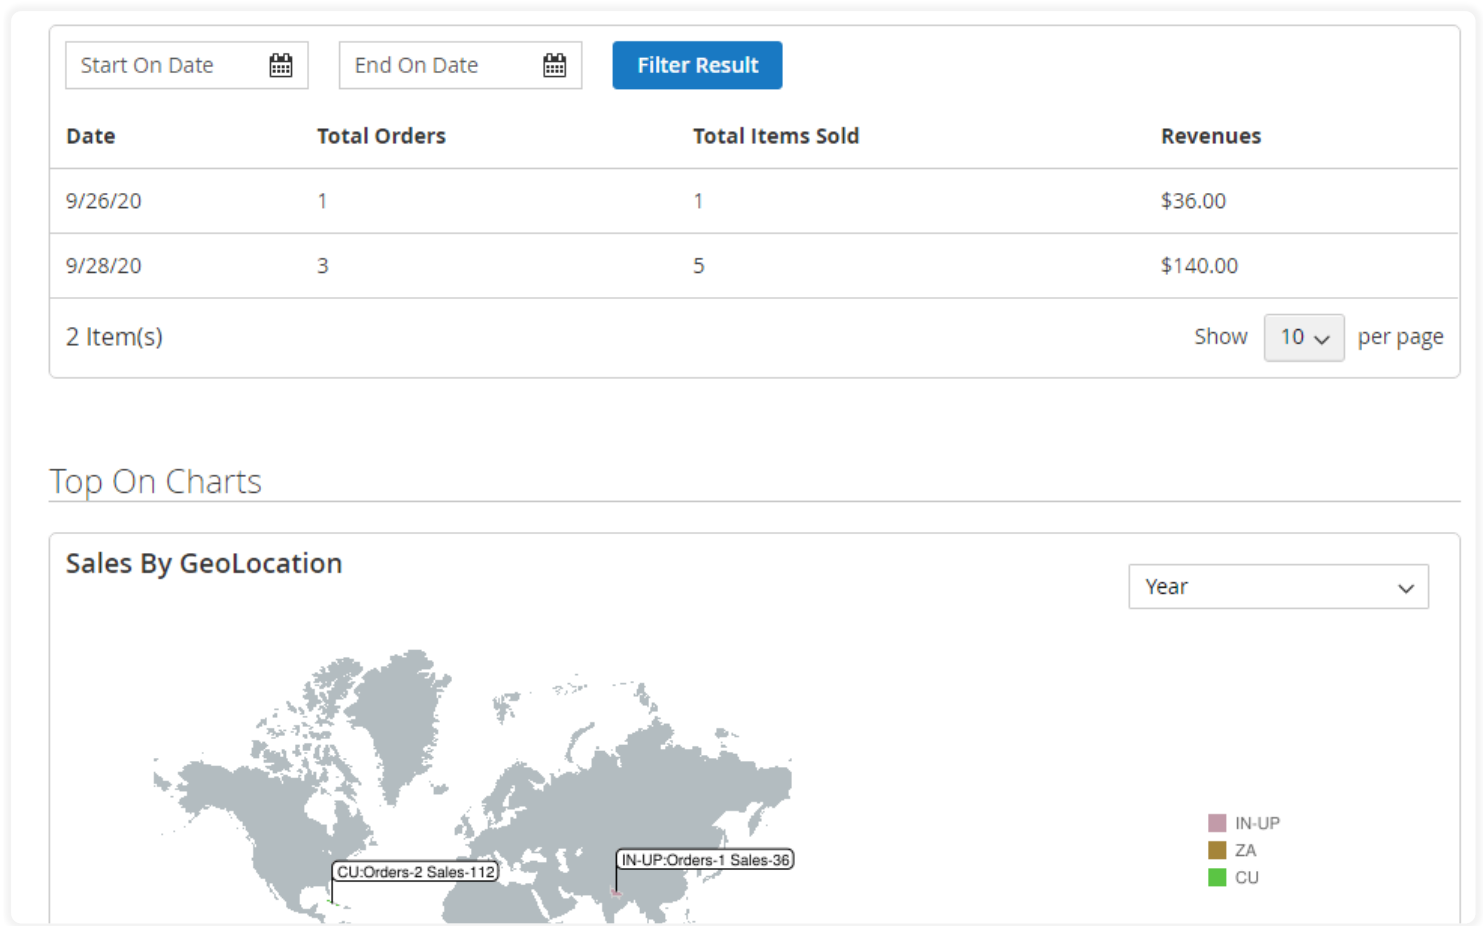 Start On Date End On Date Filter Result
Date Total Orders Total Items Sold Revenues
9/26/20 1 1 $36.00
9/28/20 3 5 $140.00
2 Item(s) Show 10 per page
Top On Charts
Sales By GeoLocation
Year
IN-UP
ZA
CU
IN-UP:Orders-1 Sales-36
CU:Orders-2 Sales-112